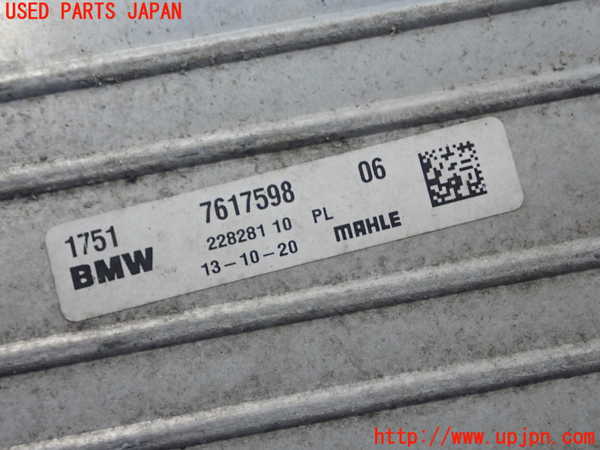 USED PARTS JAPAN
1751 7617598 06
BMW 228281 10 PL MAHLE
13-10-20
http://www.upjpn.com/